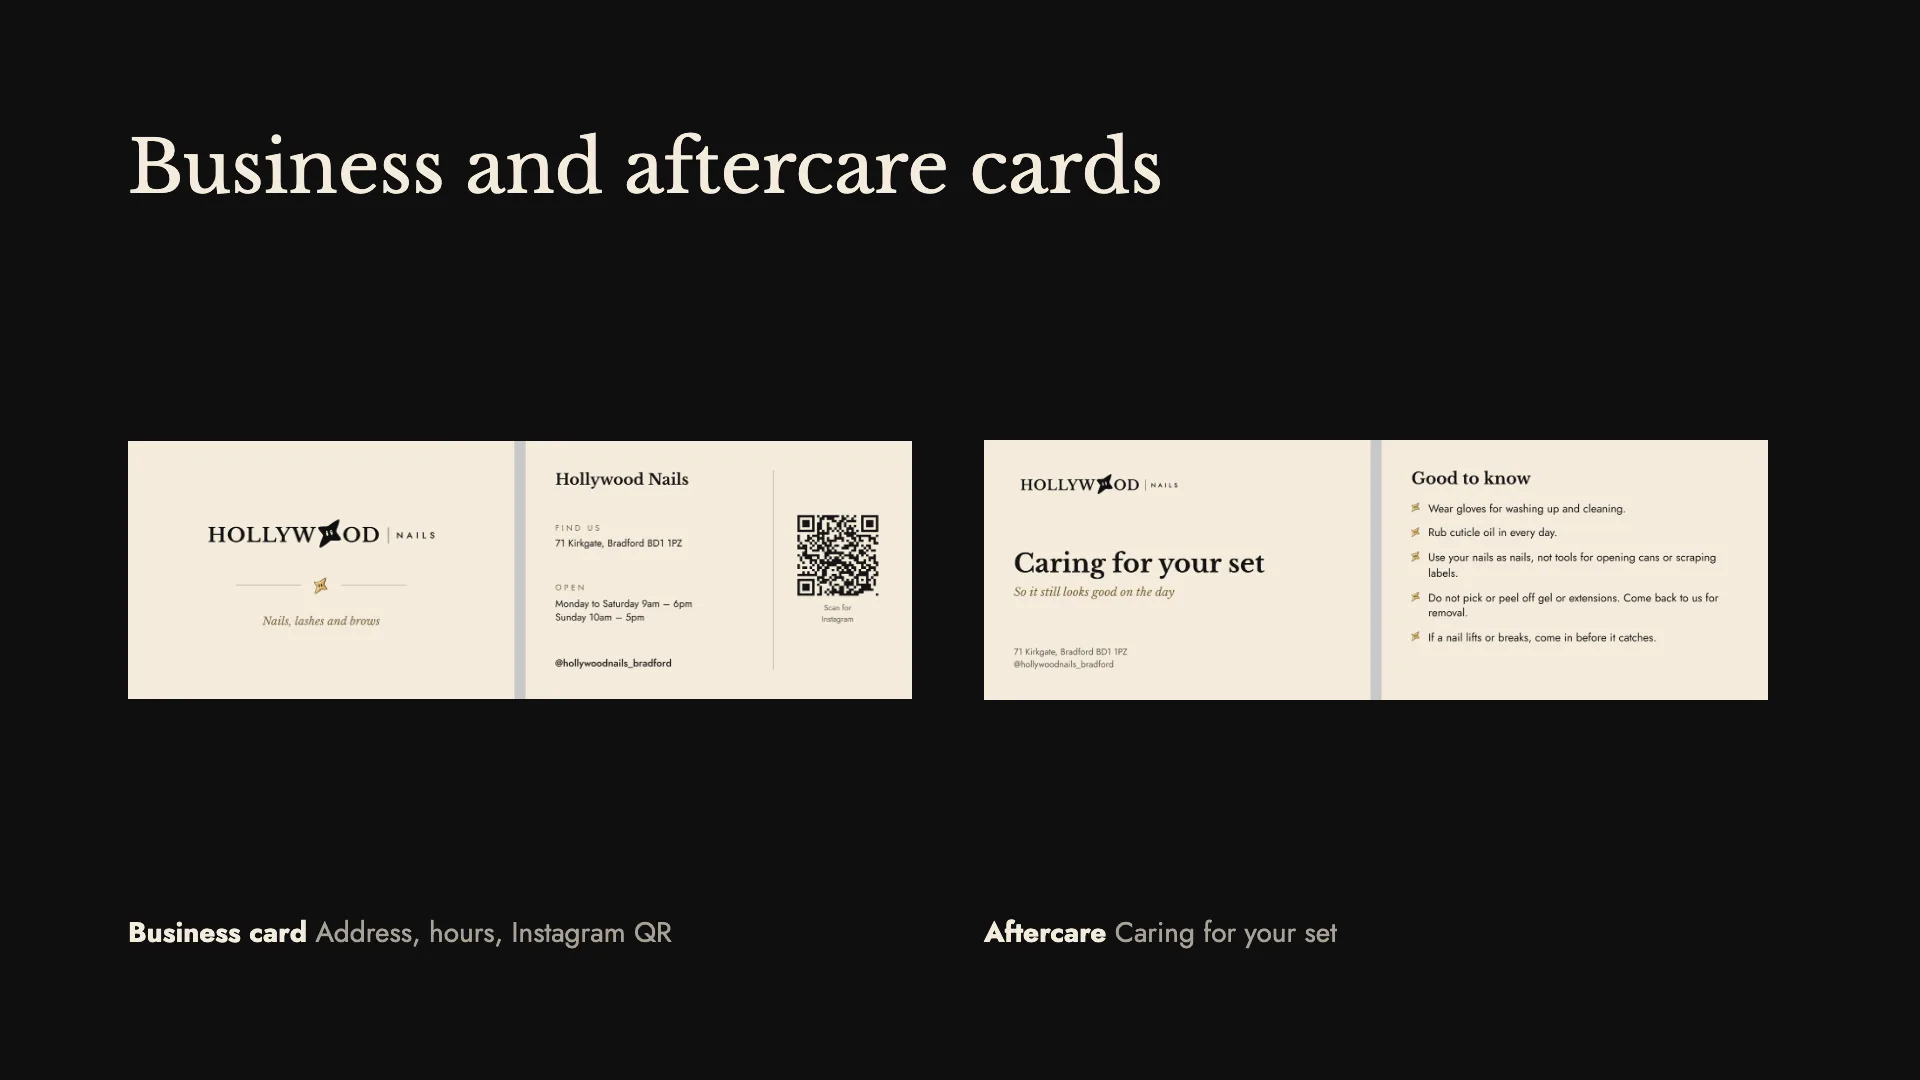 Business and aftercare cards
HOLLYWOOD | NAILS
Nails, lashes and brows
Hollywood Nails
FIND US
71 Kirkgate, Bradford BD1 1PZ
OPEN
Monday to Saturday 9am – 6pm
Sunday 10am – 5pm
@hollywoodnails_bradford
Scan for
Instagram
HOLLYWOOD | NAILS
Caring for your set
So it still looks good on the day
71 Kirkgate, Bradford BD1 1PZ
@hollywoodnails_bradford
Good to know
Wear gloves for washing up and cleaning.
Rub cuticle oil in every day.
Use your nails as nails, not tools for opening cans or scraping
labels.
Do not pick or peel off gel or extensions. Come back to us for
removal.
If a nail lifts or breaks, come in before it catches.
Business card Address, hours, Instagram QR
Aftercare Caring for your set